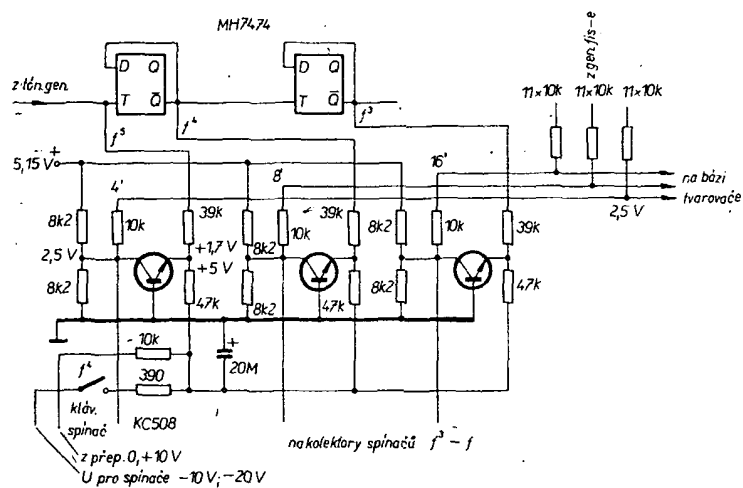 MH7474
D Q
T Q̅
D Q
T Q̅
z tón. gen.
f⁵
f⁴
f³
z gen. fis-e
11×10k
11×10k
11×10k
5,15 V
+
4'
8'
16'
na bázi
tvarovače
2,5 V
8k2
10k
39k
8k2
10k
39k
8k2
10k
39k
2,5 V
+1,7 V
+5 V
8k2
47k
8k2
47k
8k2
47k
10k
+
20M
f⁴
390
kláv.
spínač
KC508
na kolektory spínačů f³ – f
z přep. 0, +10 V
U pro spínače –10 V; –20 V